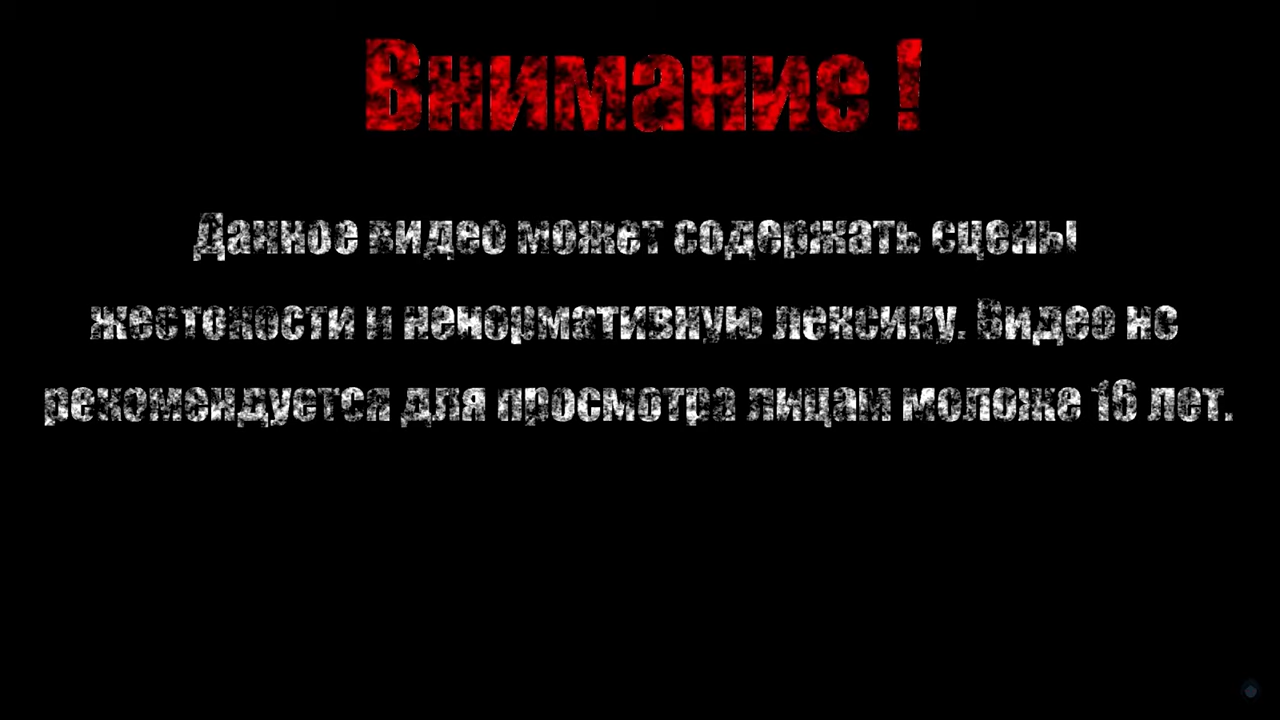 Внимание !
Данное видео может содержать сцены
жестокости и ненормативную лексику. Видео не
рекомендуется для просмотра лицам моложе 16 лет.